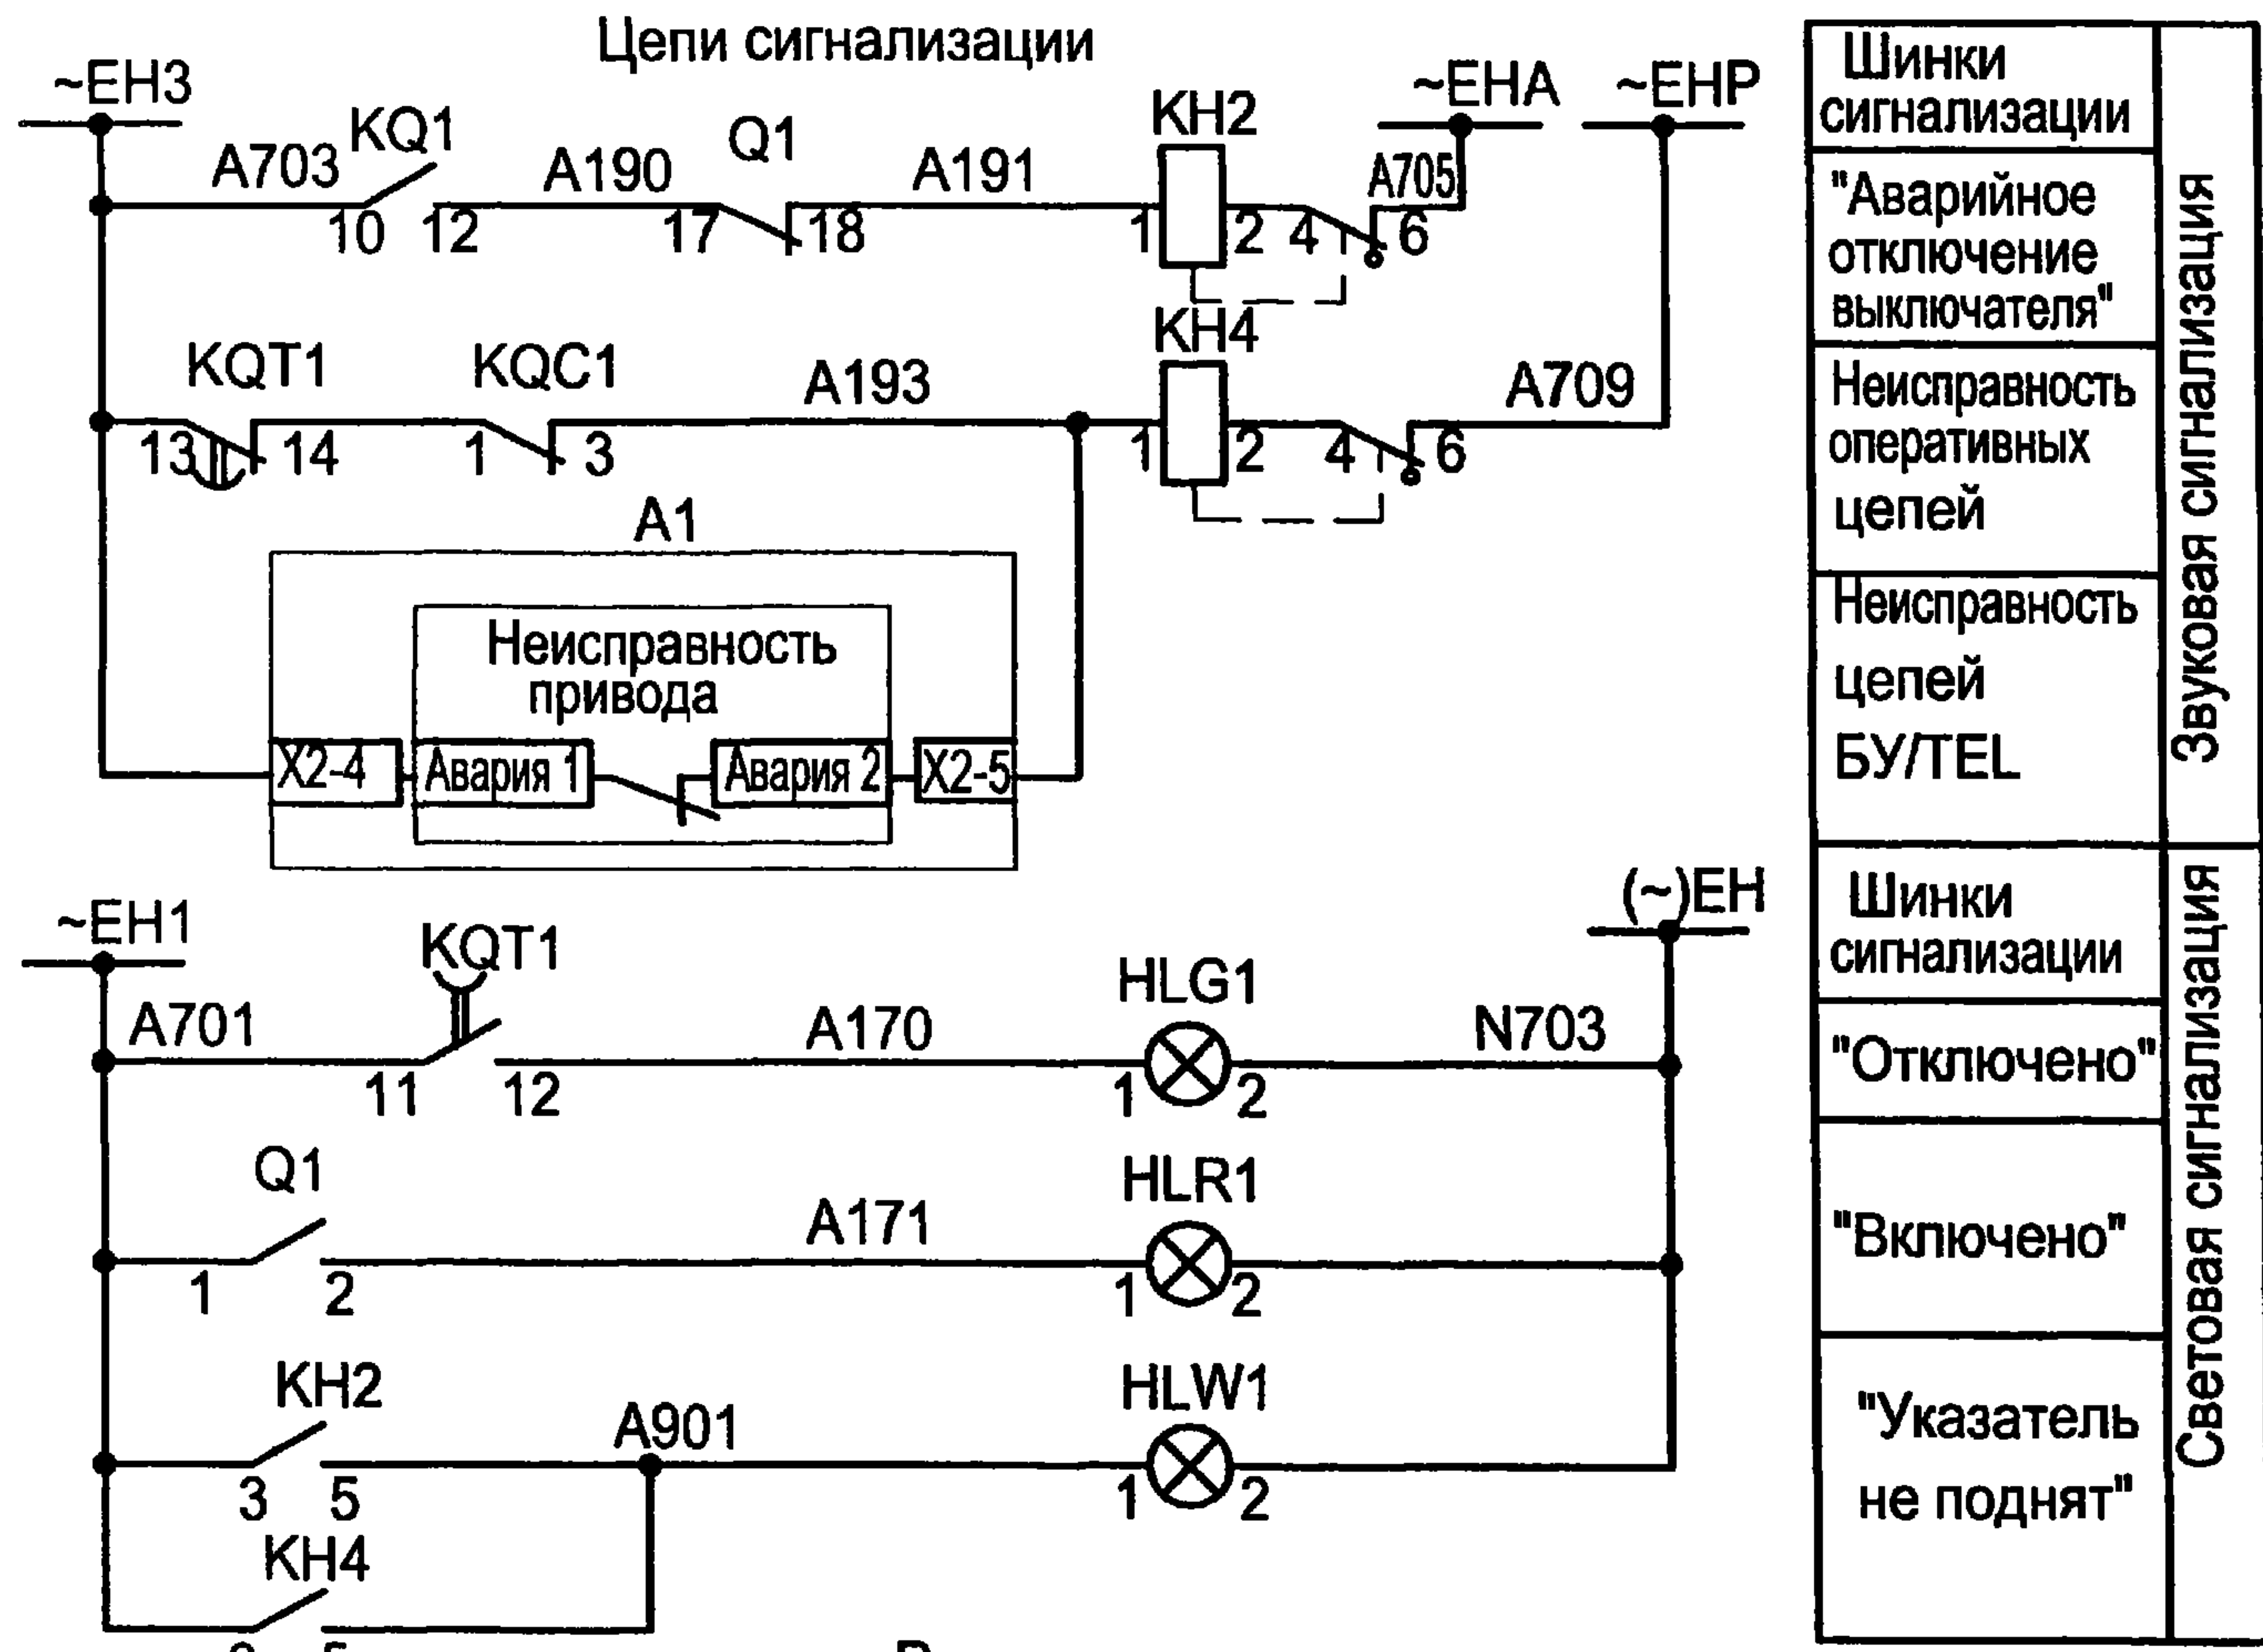 Цепи сигнализации
~EH3
~EHA
~EHP
KQ1
Q1
KH2
A703
A190
A191
A705
10
12
17
18
1
2
4
6
KH4
KQT1
KQC1
A193
A709
13
14
1
3
1
2
4
6
A1
Неисправность
привода
X2-4
Авария 1
Авария 2
X2-5
~EH1
(~)EH
KQT1
HLG1
A701
A170
N703
11
12
1
2
Q1
HLR1
A171
1
2
1
2
KH2
HLW1
A901
3
5
1
2
KH4
Шинки
сигнализации
"Аварийное
отключение
выключателя"
Неисправность
оперативных
цепей
Неисправность
цепей
БУ/TEL
Звуковая сигнализация
Шинки
сигнализации
"Отключено"
"Включено"
"Указатель
не поднят"
Световая сигнализация